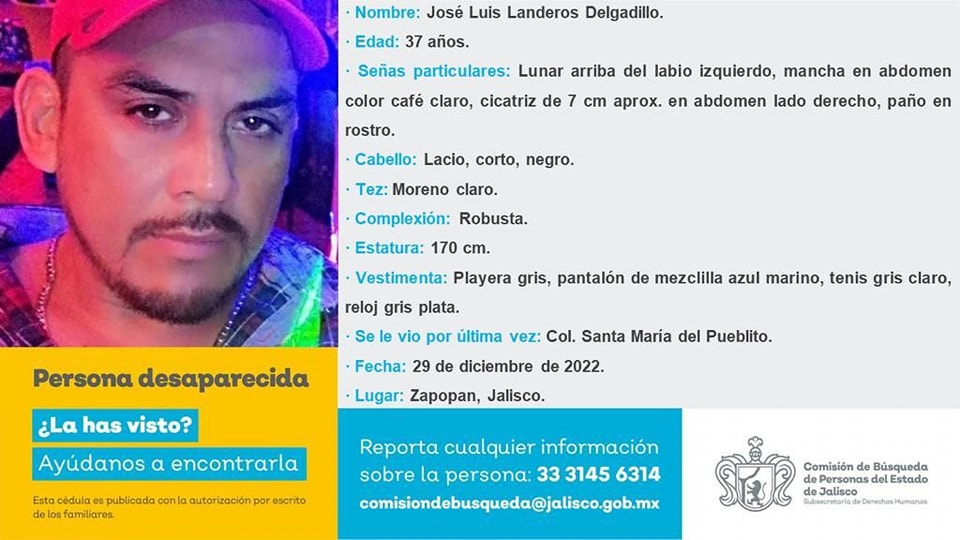 · Nombre: José Luis Landeros Delgadillo.
· Edad: 37 años.
· Señas particulares: Lunar arriba del labio izquierdo, mancha en abdomen
color café claro, cicatriz de 7 cm aprox. en abdomen lado derecho, paño en
rostro.
· Cabello: Lacio, corto, negro.
· Tez: Moreno claro.
· Complexión: Robusta.
· Estatura: 170 cm.
· Vestimenta: Playera gris, pantalón de mezclilla azul marino, tenis gris claro,
reloj gris plata.
· Se le vio por última vez: Col. Santa María del Pueblito.
· Fecha: 29 de diciembre de 2022.
· Lugar: Zapopan, Jalisco.
Persona desaparecida
¿La has visto?
Ayúdanos a encontrarla
Esta cédula es publicada con la autorización por escrito
de los familiares.
Reporta cualquier información
sobre la persona: 33 3145 6314
comisiondebusqueda@jalisco.gob.mx
Comisión de Búsqueda
de Personas del Estado
de Jalisco
Subsecretaría de Derechos Humanos